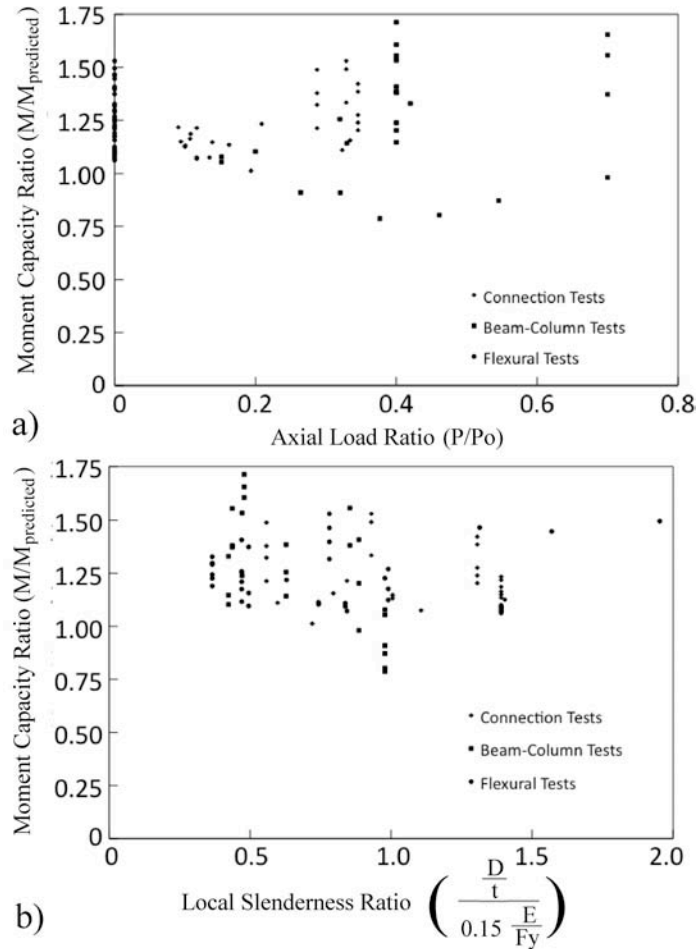 Moment Capacity Ratio (M/Mpredicted)
1.75
1.50
1.25
1.00
0.75
0.50
0.25
0
Connection Tests
Beam-Column Tests
Flexural Tests
0 0.2 0.4 0.6 0.8
Axial Load Ratio (P/Po)
a)
Moment Capacity Ratio (M/Mpredicted)
1.75
1.50
1.25
1.00
0.75
0.50
0.25
0
Connection Tests
Beam-Column Tests
Flexural Tests
0 0.5 1.0 1.5 2.0
Local Slenderness Ratio
(
D
t
0.15 E
Fy
)
b)